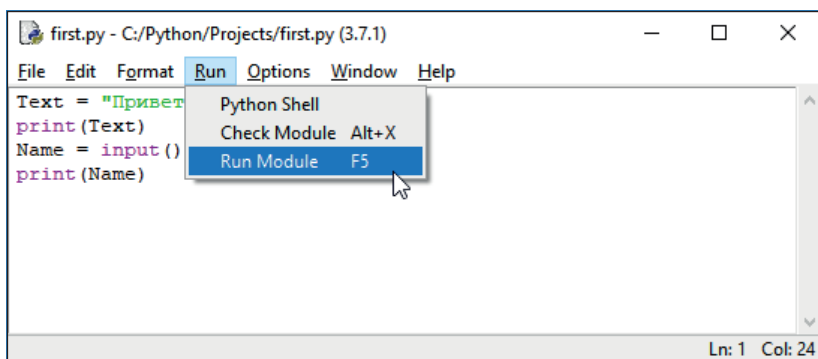 first.py - C:/Python/Projects/first.py (3.7.1)
File Edit Format Run Options Window Help
Text = "Привет
print(Text)
Name = input()
print(Name)
Python Shell
Check Module Alt+X
Run Module F5
Ln: 1 Col: 24